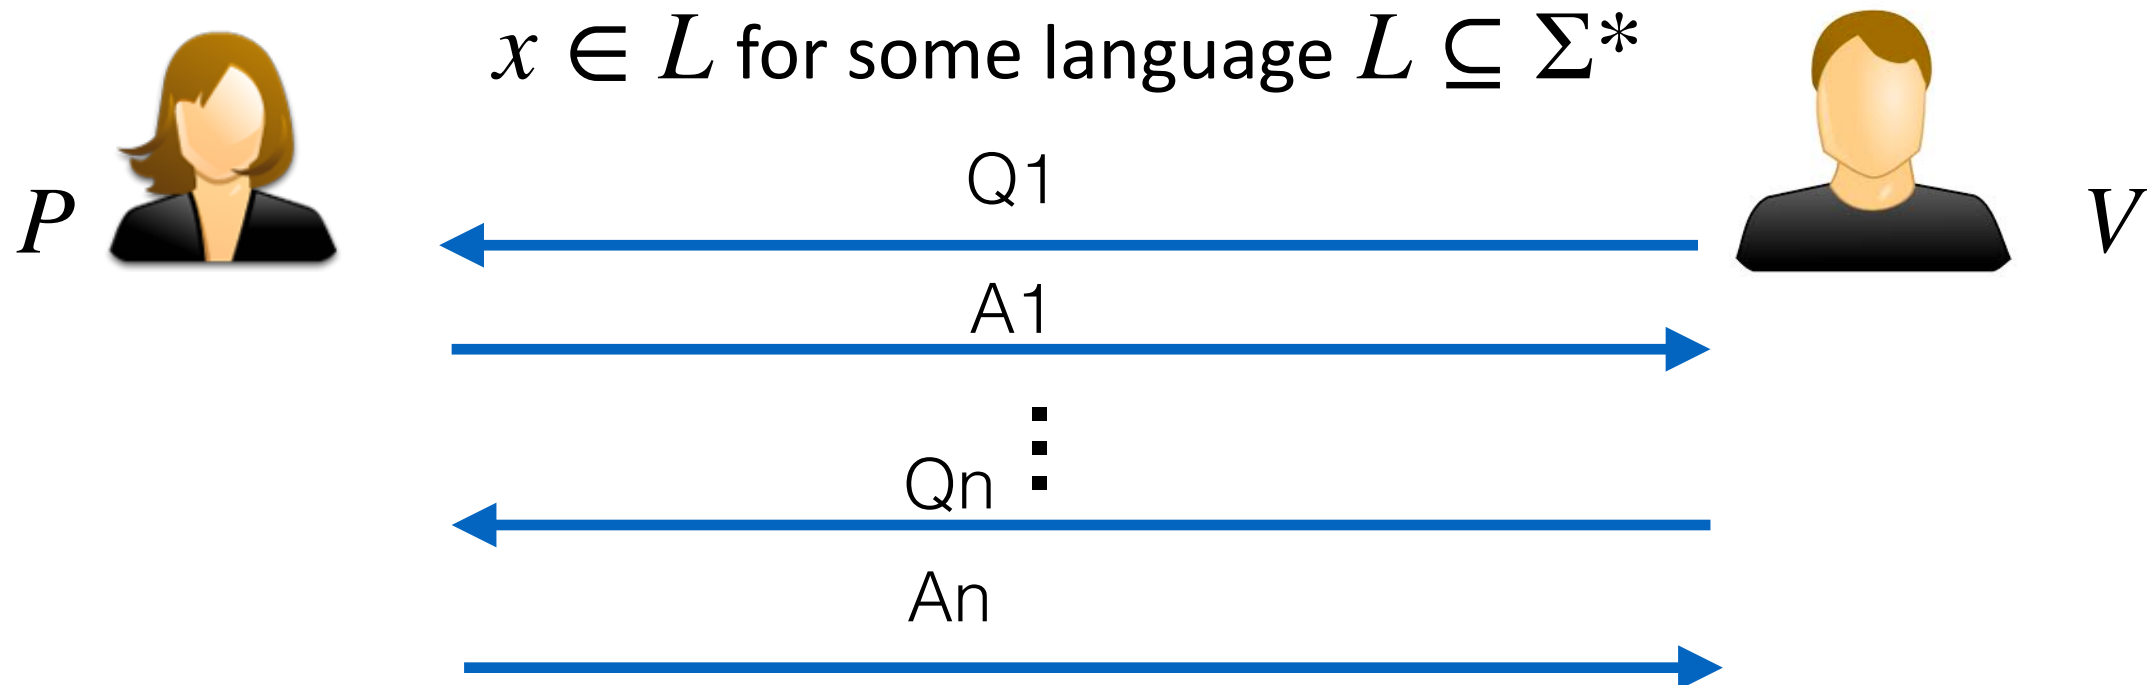 x ∈ L for some language L ⊆ Σ*
Q1
P
V
A1
⋮
Qn
An